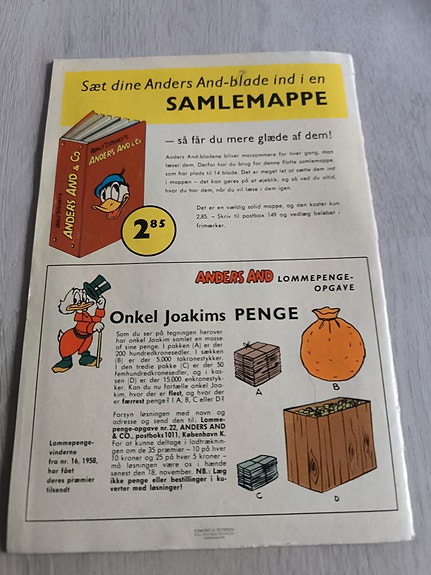 Sæt dine Anders And-blade ind i en
SAMLEMAPPE
— så får du mere glæde af dem!
Anders And-bladene bliver morsommere for hver gang, man
læser dem. Derfor har du brug for denne flotte samlemappe,
som har plads til 14 blade. Det er meget let at sætte dem ind
i mappen – det kan gøres på et øjeblik, og så ved du altid,
hvor du har dem, når du vil læse dem igen.
Det er en vældig solid mappe, og den koster kun
2,85. – Skriv til postbox 149 og vedlæg beløbet i
frimærker.
WALT DISNEY'S
ANDERS AND & Co
ANDERS AND & Co
2 85
ANDERS AND LOMMEPENGE-
OPGAVE
Onkel Joakims PENGE
Som du ser på tegningen herover
har onkel Joakim samlet en masse
af sine penge. I pakken (A) er der
200 hundredkronesedler. I sækken
(B) er der 5.000 tokronestykker.
I den tredie pakke (C) er der 50
femhundredkronesedler, og i kas-
sen (D) er der 15.000 enkronestyk-
ker. Kan du nu fortælle onkel Joa-
kim, hvor der er flest, og hvor der
er færrest penge? I A, B, C eller D?
Forsyn løsningen med navn og
adresse og send den til: Lomme-
penge-opgave nr. 22, ANDERS AND
& CO., postboks 1011, København K.
For at kunne deltage i lodtræknin-
gen om de 35 præmier – 10 på hver
10 kroner og 25 på hver 5 kroner –
må løsningen være os i hænde
senest den 18. november. NB.: Læg
ikke penge eller bestillinger i ku-
verter med løsninger!
Lommepenge-
vinderne
fra nr. 16, 1958,
har fået
deres præmier
tilsendt
A
B
C
D